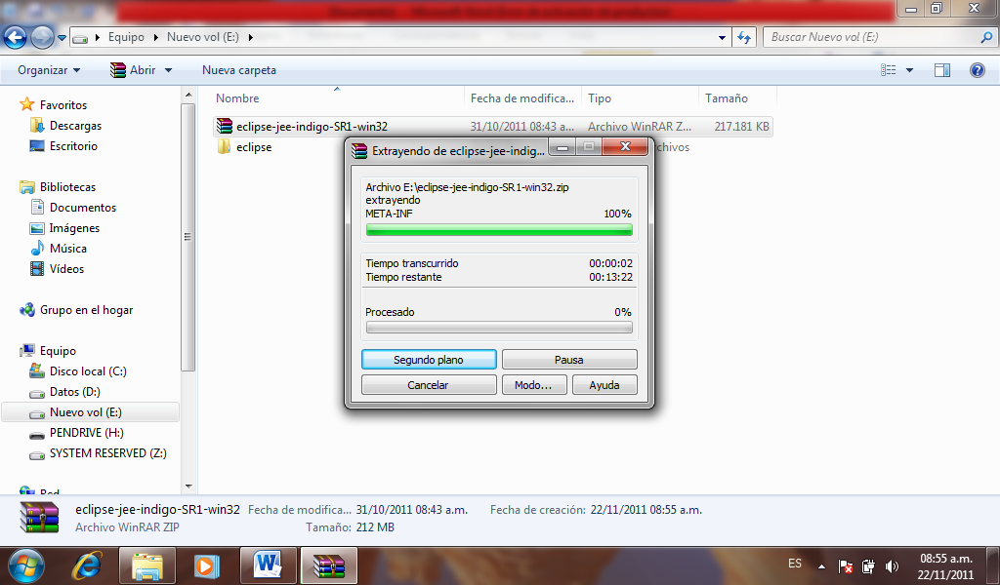 Equipo
Nuevo vol (E:)
Buscar Nuevo vol (E:)
Organizar
Abrir
Nueva carpeta
Nombre
Fecha de modifica...
Tipo
Tamaño
eclipse-jee-indigo-SR1-win32
31/10/2011 08:43 a...
Archivo WinRAR Z...
217.181 KB
eclipse
chivos
Favoritos
Descargas
Escritorio
Bibliotecas
Documentos
Imágenes
Música
Vídeos
Grupo en el hogar
Equipo
Disco local (C:)
Datos (D:)
Nuevo vol (E:)
PENDRIVE (H:)
SYSTEM RESERVED (Z:)
Red
Extrayendo de eclipse-jee-indig...
Archivo E:\eclipse-jee-indigo-SR1-win32.zip
extrayendo
META-INF 100%
Tiempo transcurrido 00:00:02
Tiempo restante 00:13:22
Procesado 0%
Segundo plano
Pausa
Cancelar
Modo...
Ayuda
eclipse-jee-indigo-SR1-win32
Fecha de modifica... 31/10/2011 08:43 a.m.
Fecha de creación: 22/11/2011 08:55 a.m.
Archivo WinRAR ZIP
Tamaño: 212 MB
ES
08:55 a.m.
22/11/2011